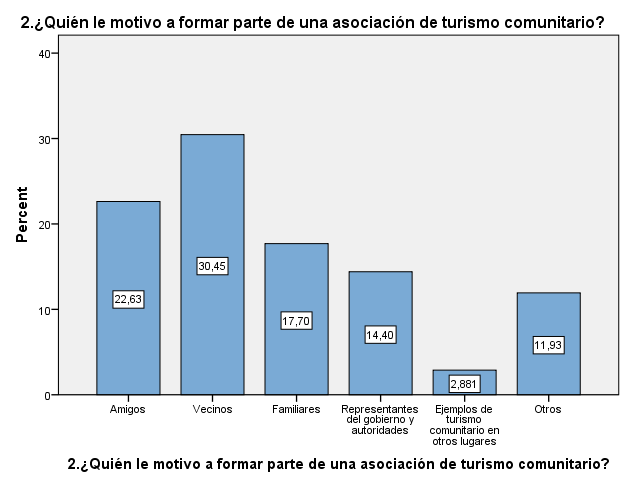 2.¿Quién le motivo a formar parte de una asociación de turismo comunitario?
40
30
20
10
0
Percent
22,63
30,45
17,70
14,40
2,881
11,93
Amigos
Vecinos
Familiares
Representantes
del gobierno y
autoridades
Ejemplos de
turismo
comunitario en
otros lugares
Otros
2.¿Quién le motivo a formar parte de una asociación de turismo comunitario?